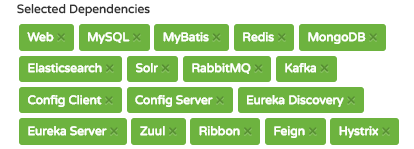 Selected Dependencies
Web × MySQL × MyBatis × Redis × MongoDB ×
Elasticsearch × Solr × RabbitMQ × Kafka ×
Config Client × Config Server × Eureka Discovery ×
Eureka Server × Zuul × Ribbon × Feign × Hystrix ×